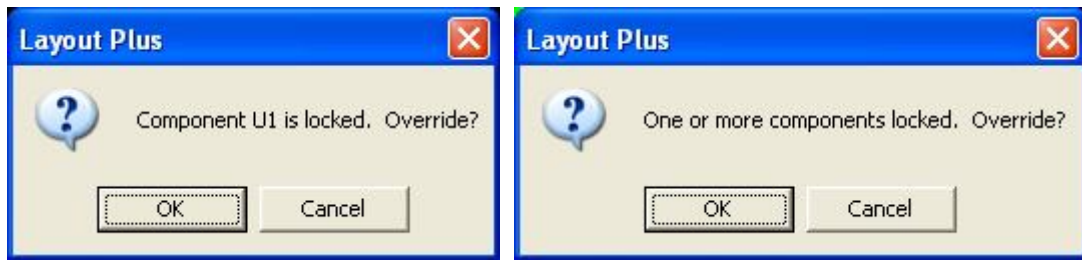 Layout Plus
Component U1 is locked.  Override?
OK
Cancel
Layout Plus
One or more components locked.  Override?
OK
Cancel